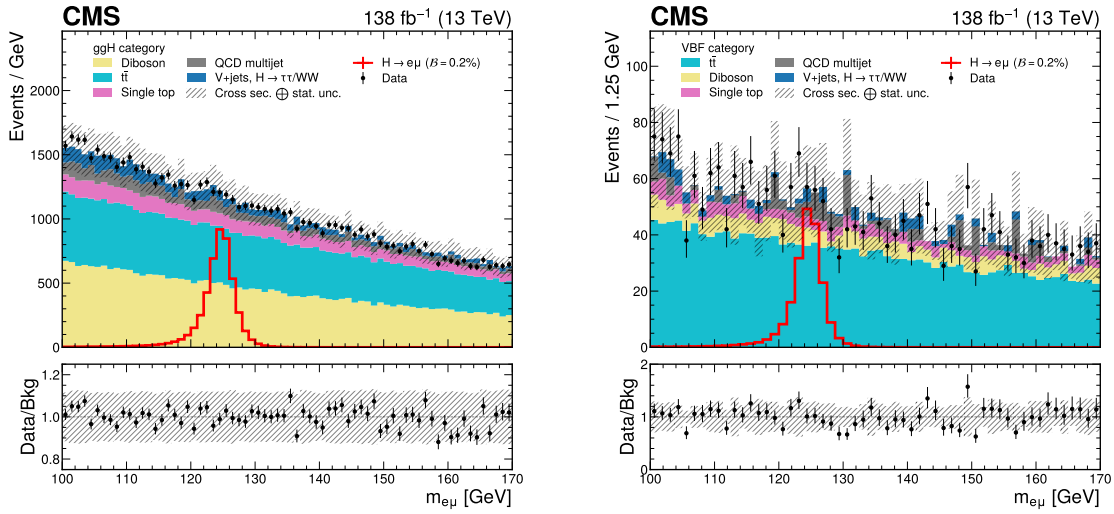 CMS 138 fb⁻¹ (13 TeV)
Events / GeV
ggH category
Diboson
tt̄
Single top
QCD multijet
V+jets, H → ττ/WW
Cross sec. ⊕ stat. unc.
H → eμ (ℬ = 0.2%)
Data
2000
1500
1000
500
0
Data/Bkg
1.2
1.0
0.8
100 110 120 130 140 150 160 170
m_eμ [GeV]
CMS 138 fb⁻¹ (13 TeV)
Events / 1.25 GeV
VBF category
tt̄
Diboson
Single top
QCD multijet
V+jets, H → ττ/WW
Cross sec. ⊕ stat. unc.
H → eμ (ℬ = 0.2%)
Data
100
80
60
40
20
0
Data/Bkg
2
1
0
100 110 120 130 140 150 160 170
m_eμ [GeV]